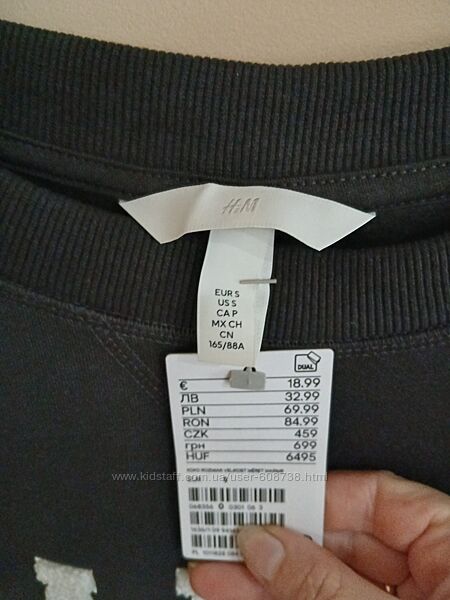 H&M
EUR S
US S
CA P
MX CH
CN
165/88A
DUAL
€ 18.99
ЛВ 32.99
PLN 69.99
RON 84.99
CZK 459
грн 699
HUF 6495
www.kidstaff.com.ua/user-608738.html